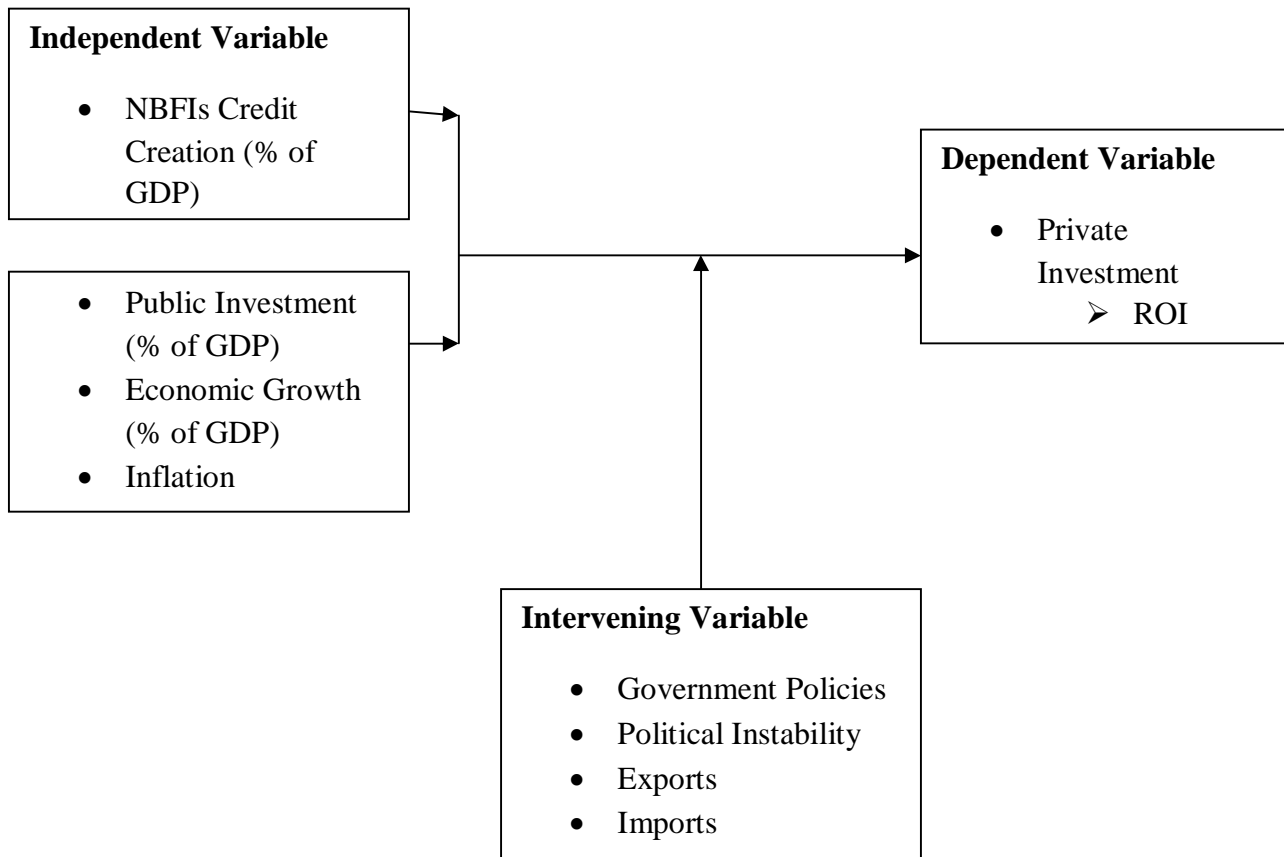 Independent Variable
• NBFIs Credit
Creation (% of
GDP)
• Public Investment
(% of GDP)
• Economic Growth
(% of GDP)
• Inflation
Dependent Variable
• Private
Investment
➢ ROI
Intervening Variable
• Government Policies
• Political Instability
• Exports
• Imports